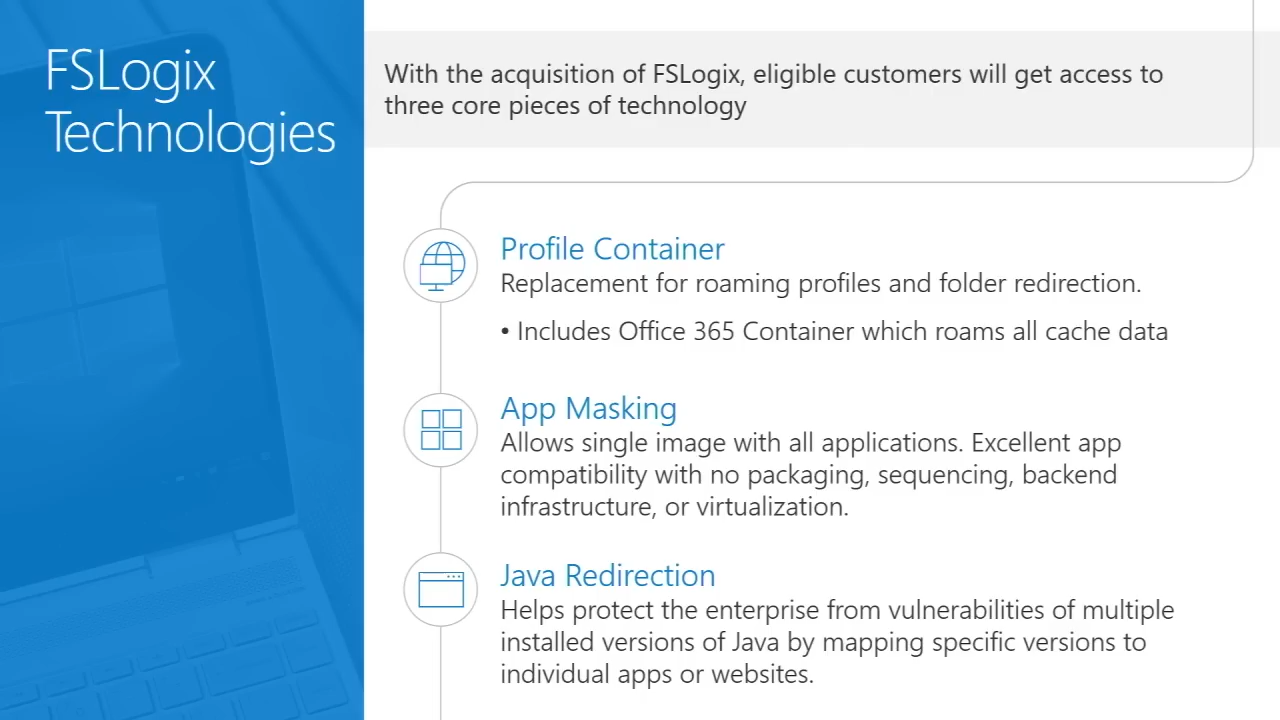 FSLogix
Technologies
With the acquisition of FSLogix, eligible customers will get access to
three core pieces of technology
Profile Container
Replacement for roaming profiles and folder redirection.
• Includes Office 365 Container which roams all cache data
App Masking
Allows single image with all applications. Excellent app
compatibility with no packaging, sequencing, backend
infrastructure, or virtualization.
Java Redirection
Helps protect the enterprise from vulnerabilities of multiple
installed versions of Java by mapping specific versions to
individual apps or websites.